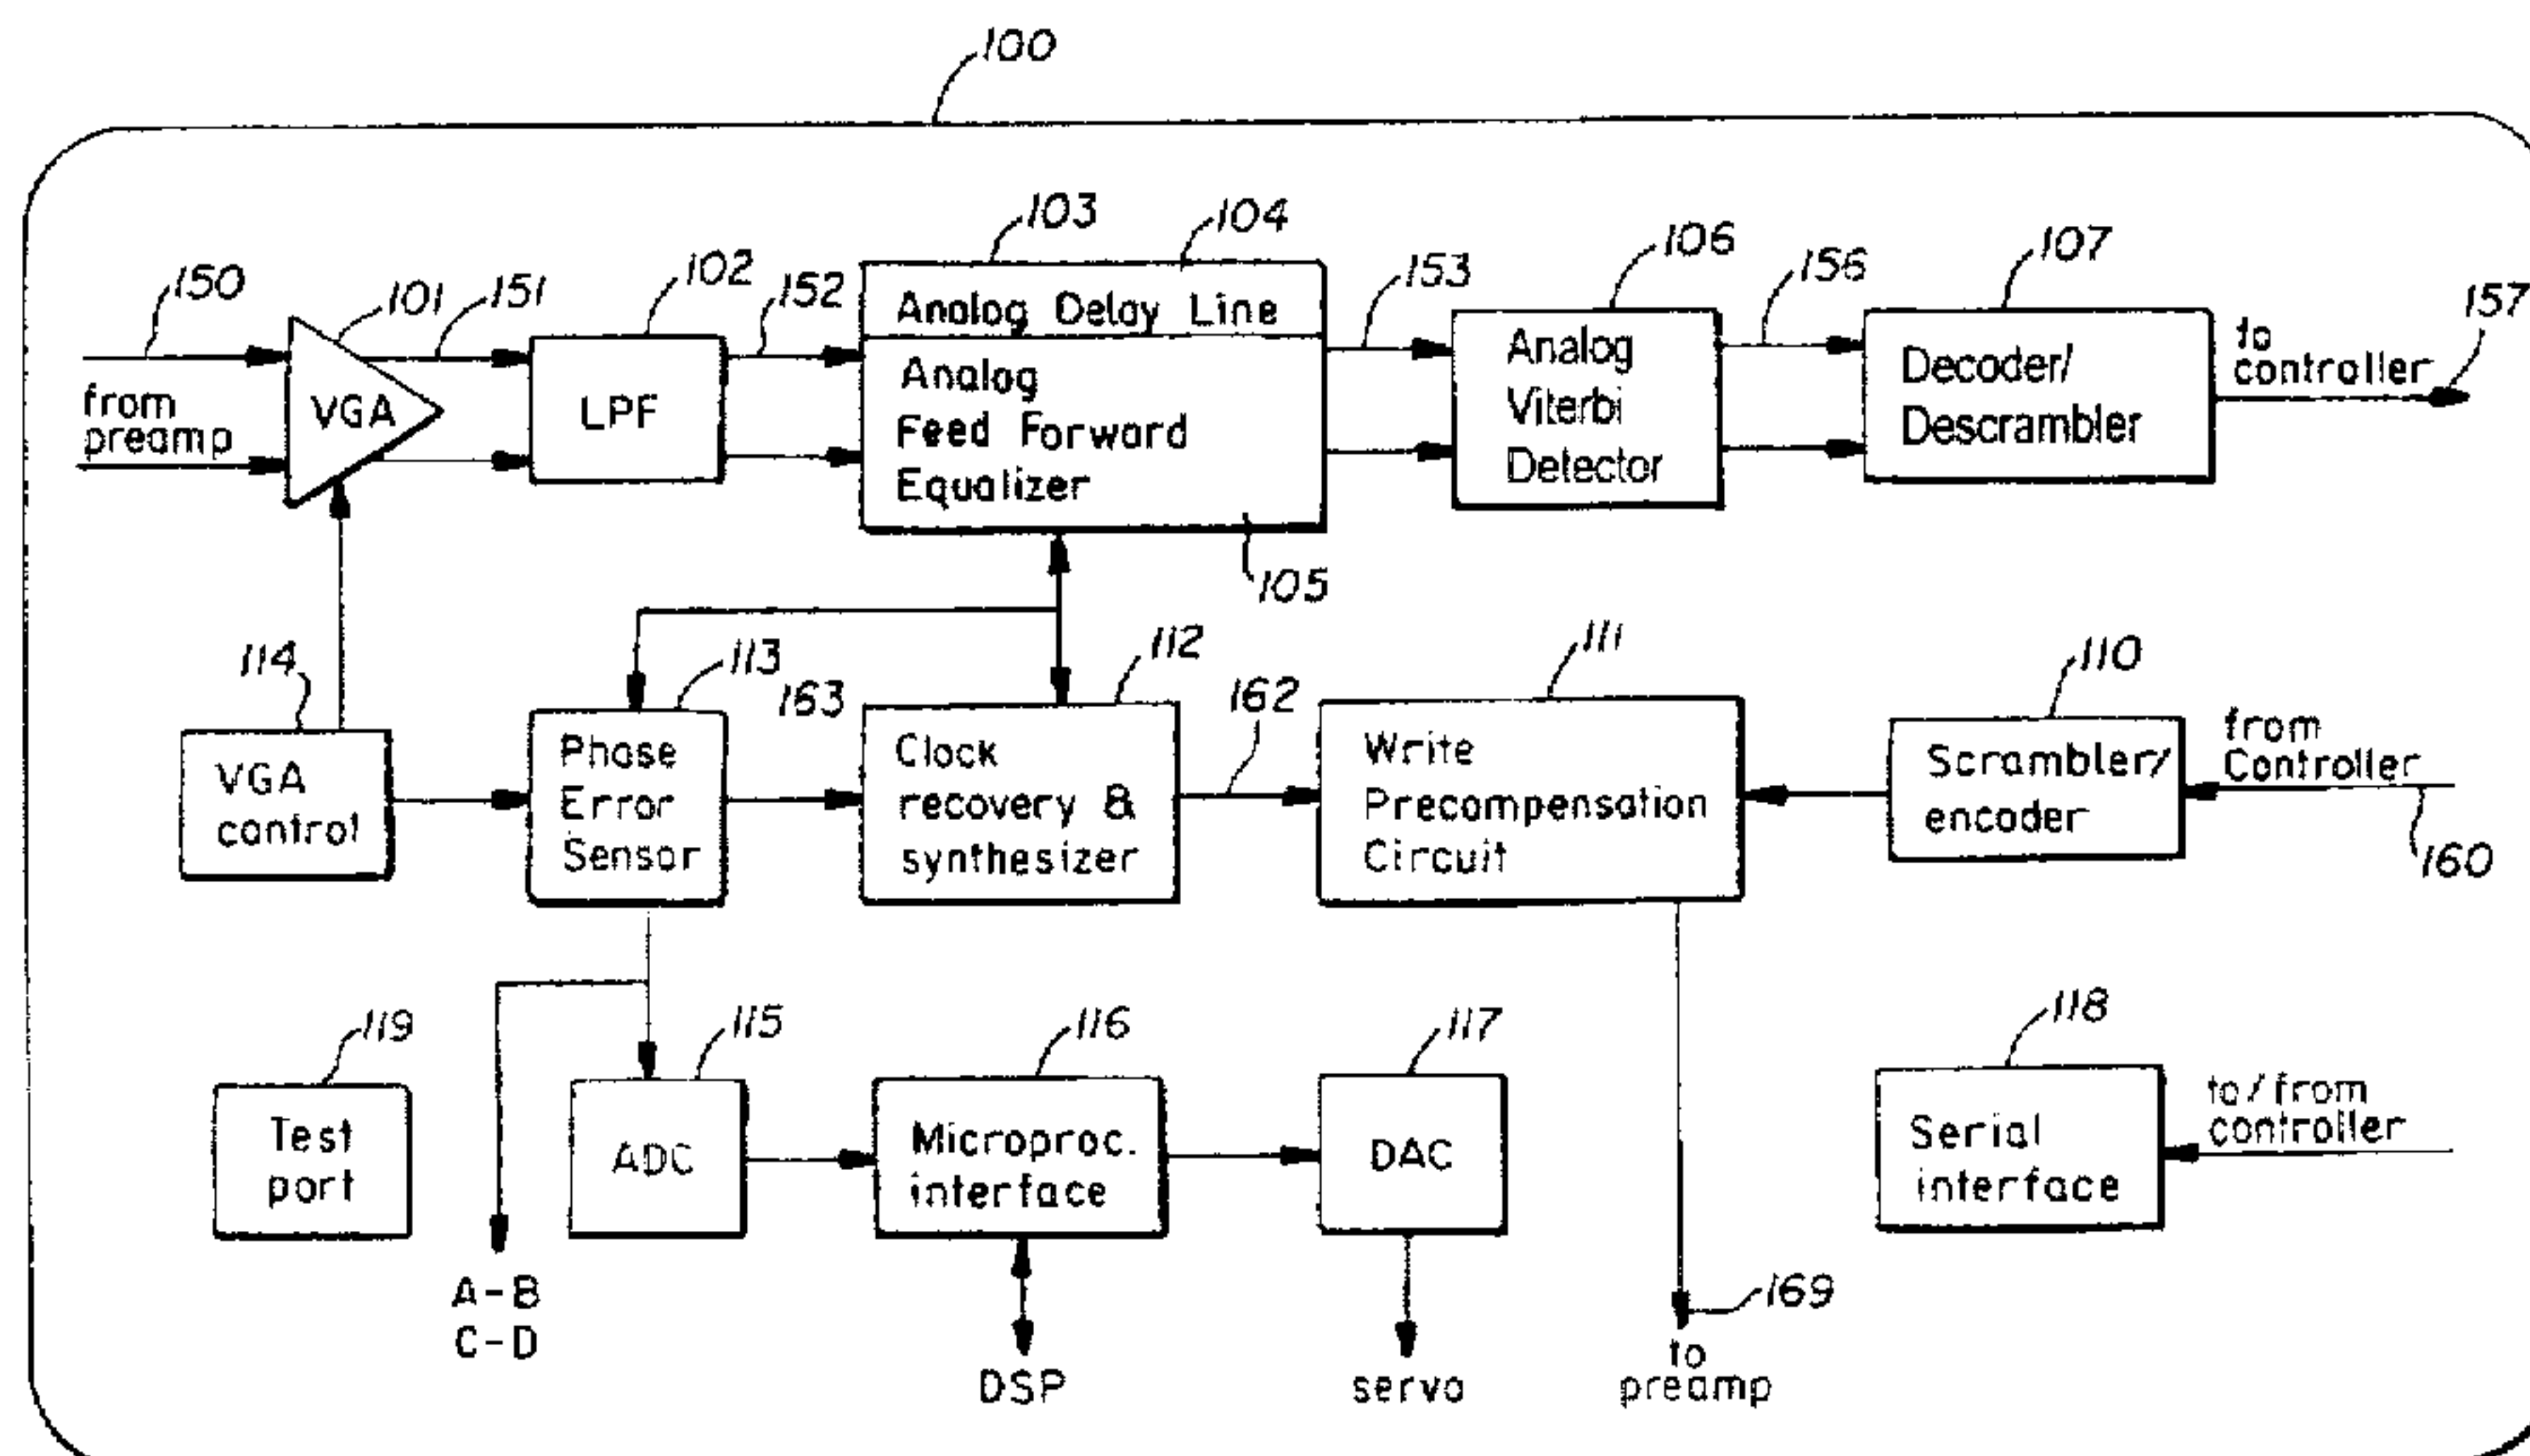 100
103
104
106
107
150
101
151
102
152
153
156
157
Analog Delay Line
from
preamp
VGA
LPF
Analog
Feed Forward
Equalizer
Analog
Viterbi
Detector
Decoder/
Descrambler
to
controller
105
114
113
163
112
162
111
110
VGA
control
Phase
Error
Sensor
Clock
recovery &
synthesizer
Write
Precompensation
Circuit
Scrambler/
encoder
from
Controller
160
119
115
116
117
118
Test
port
ADC
Microproc.
interface
DAC
Serial
interface
to/from
controller
A-B
C-D
DSP
servo
169
to
preamp